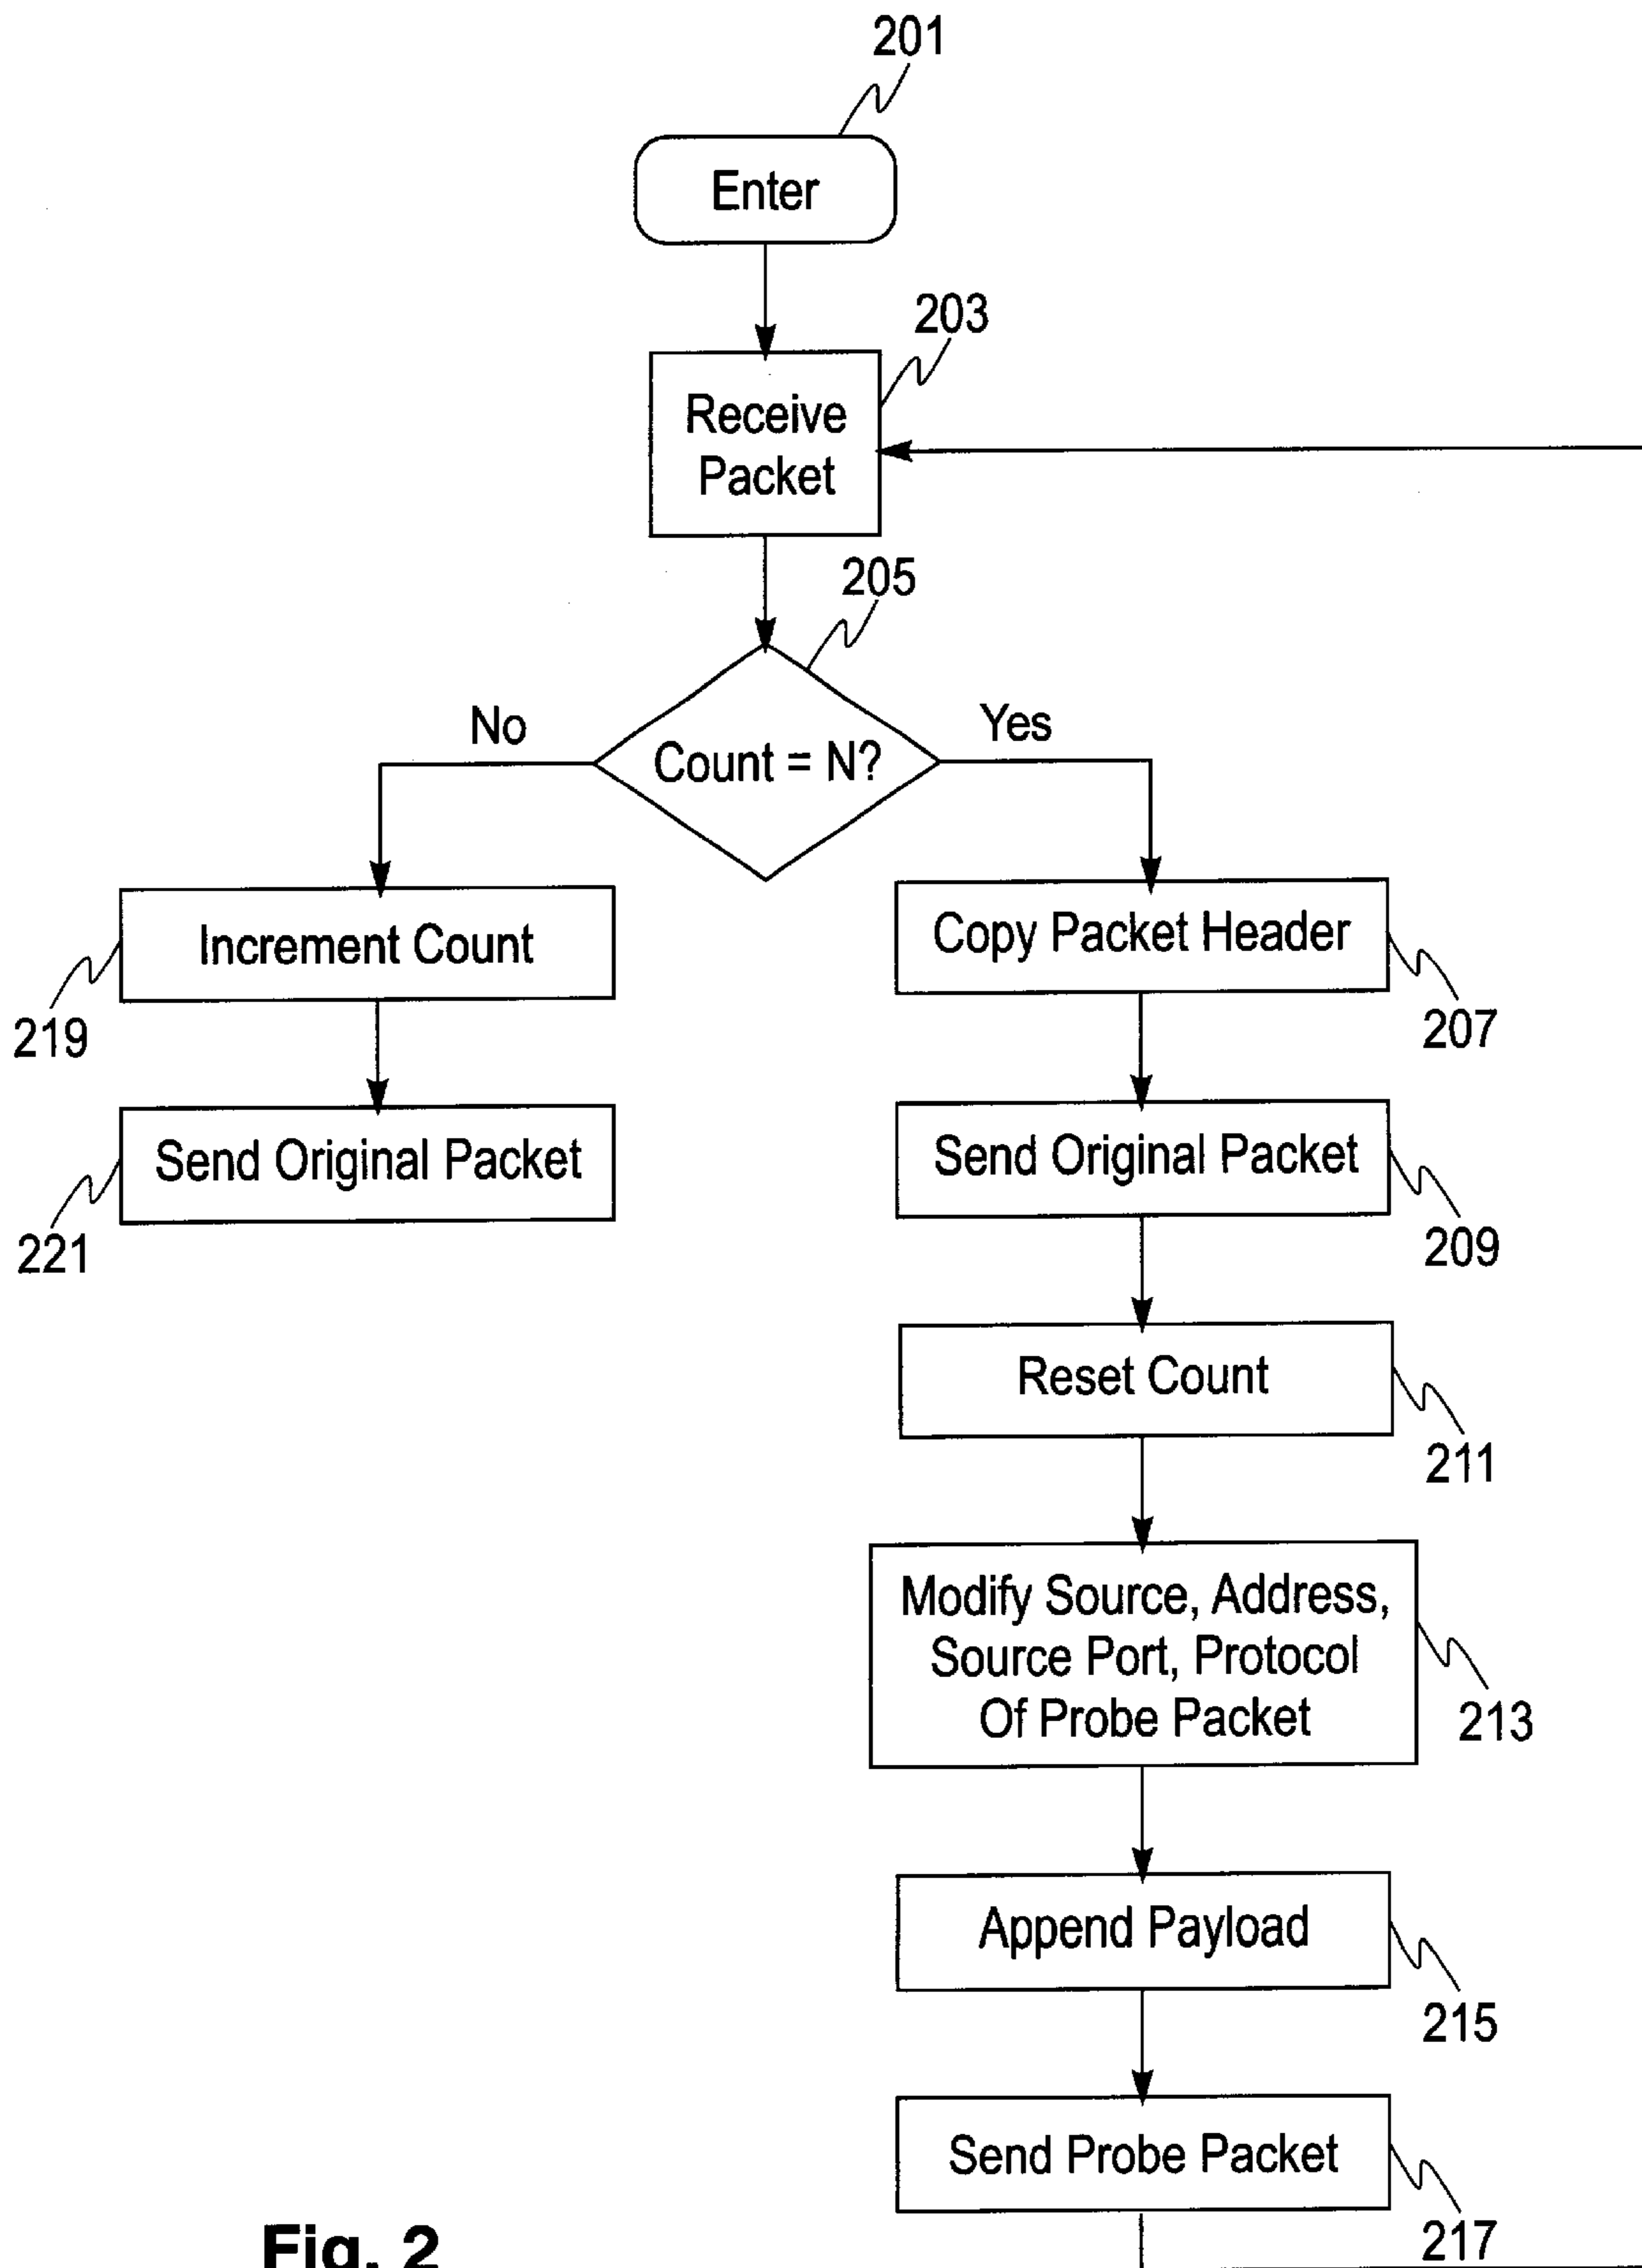 201
Enter
203
Receive
Packet
205
No
Yes
Count = N?
Increment Count
219
Copy Packet Header
207
Send Original Packet
221
Send Original Packet
209
Reset Count
211
Modify Source, Address,
Source Port, Protocol
Of Probe Packet
213
Append Payload
215
Send Probe Packet
217
Fig. 2